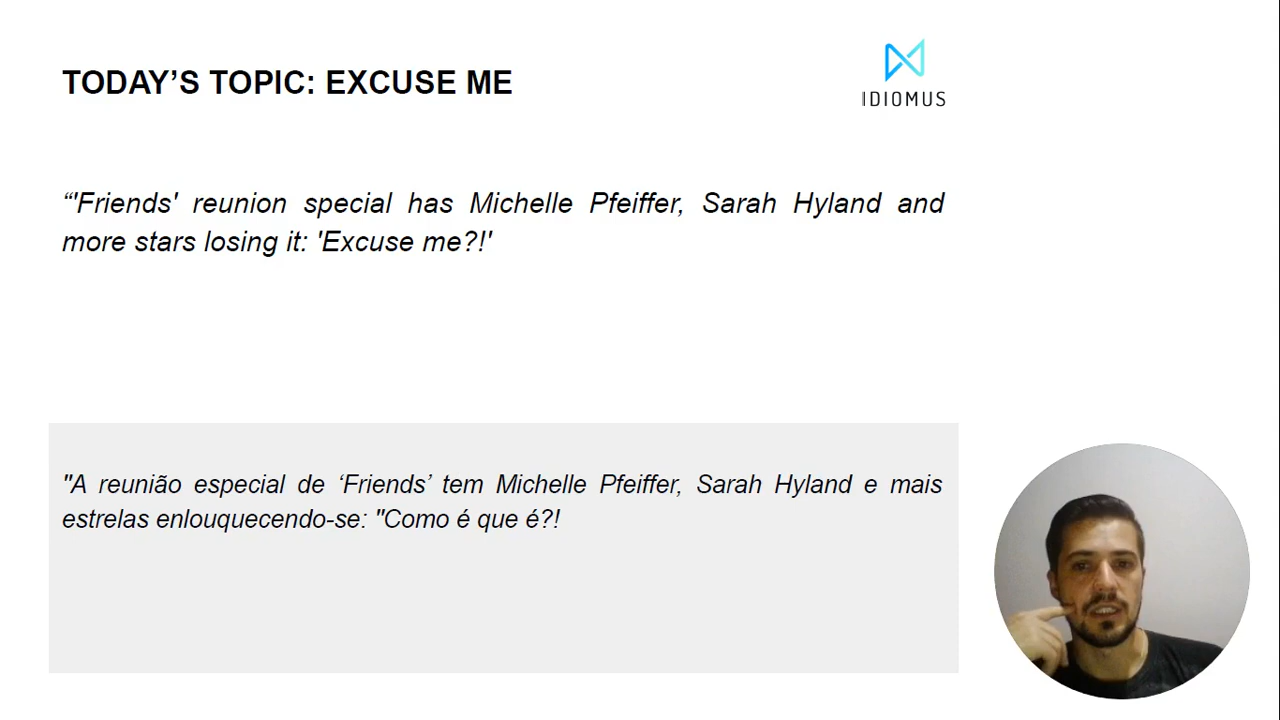 TODAY’S TOPIC: EXCUSE ME
IDIOMUS
“'Friends' reunion special has Michelle Pfeiffer, Sarah Hyland and
more stars losing it: 'Excuse me?!'
"A reunião especial de ‘Friends’ tem Michelle Pfeiffer, Sarah Hyland e mais
estrelas enlouquecendo-se: "Como é que é?!